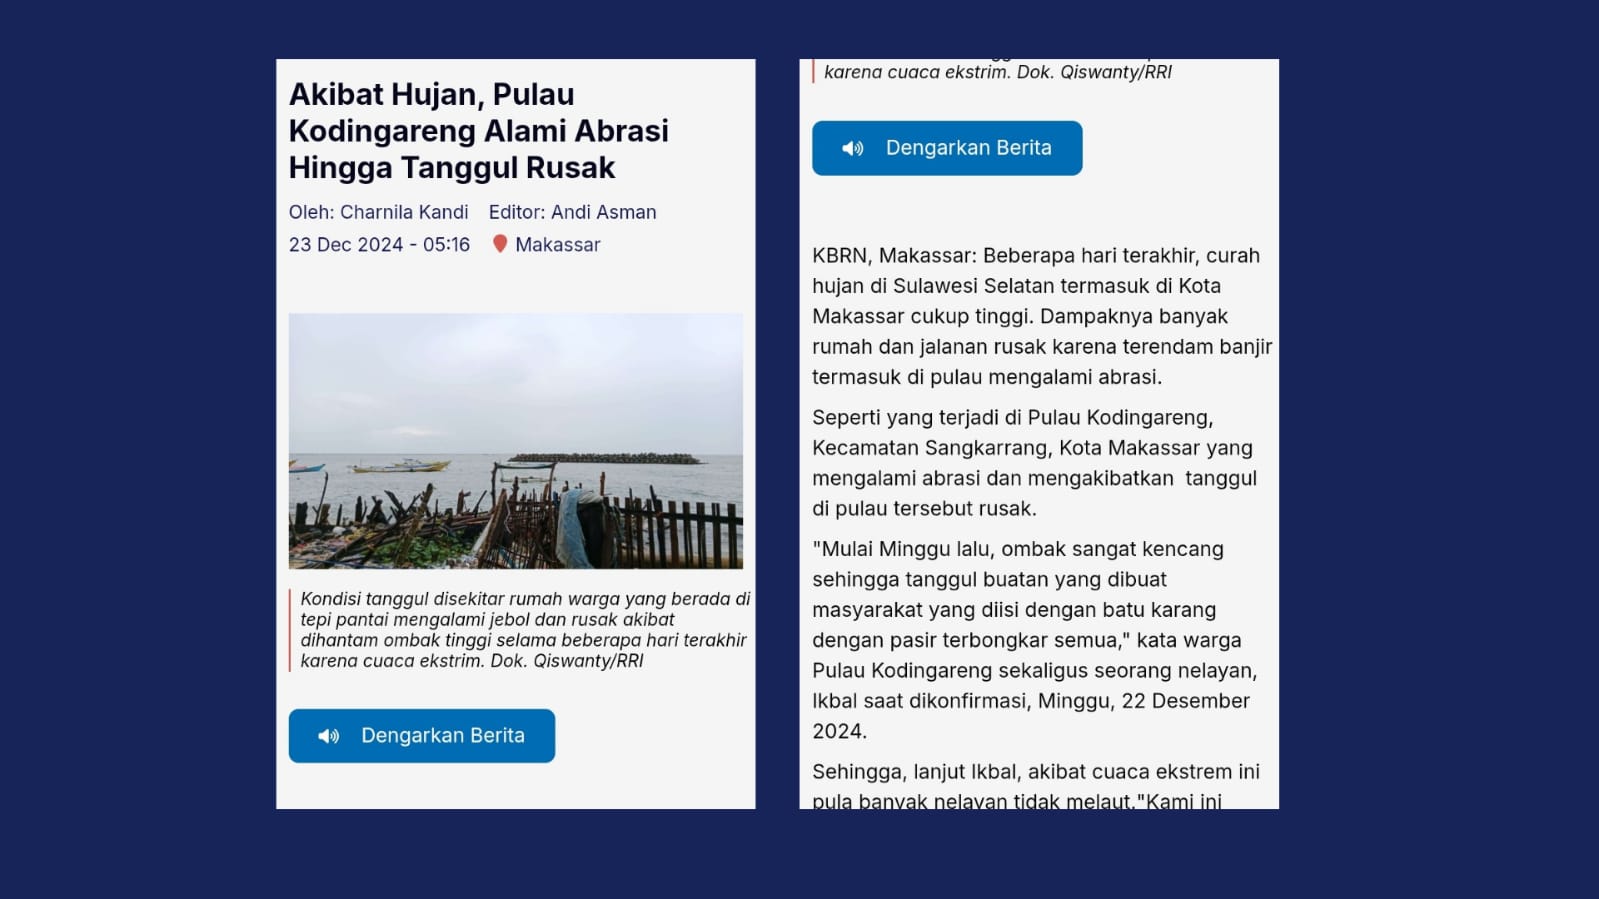 Akibat Hujan, Pulau
Kodingareng Alami Abrasi
Hingga Tanggul Rusak
Oleh: Charnila Kandi Editor: Andi Asman
23 Dec 2024 - 05:16 Makassar
Kondisi tanggul disekitar rumah warga yang berada di
tepi pantai mengalami jebol dan rusak akibat
dihantam ombak tinggi selama beberapa hari terakhir
karena cuaca ekstrim. Dok. Qiswanty/RRI
Dengarkan Berita
karena cuaca ekstrim. Dok. Qiswanty/RRI
Dengarkan Berita
KBRN, Makassar: Beberapa hari terakhir, curah
hujan di Sulawesi Selatan termasuk di Kota
Makassar cukup tinggi. Dampaknya banyak
rumah dan jalanan rusak karena terendam banjir
termasuk di pulau mengalami abrasi.
Seperti yang terjadi di Pulau Kodingareng,
Kecamatan Sangkarrang, Kota Makassar yang
mengalami abrasi dan mengakibatkan tanggul
di pulau tersebut rusak.
"Mulai Minggu lalu, ombak sangat kencang
sehingga tanggul buatan yang dibuat
masyarakat yang diisi dengan batu karang
dengan pasir terbongkar semua," kata warga
Pulau Kodingareng sekaligus seorang nelayan,
Ikbal saat dikonfirmasi, Minggu, 22 Desember
2024.
Sehingga, lanjut Ikbal, akibat cuaca ekstrem ini
pula banyak nelayan tidak melaut."Kami ini